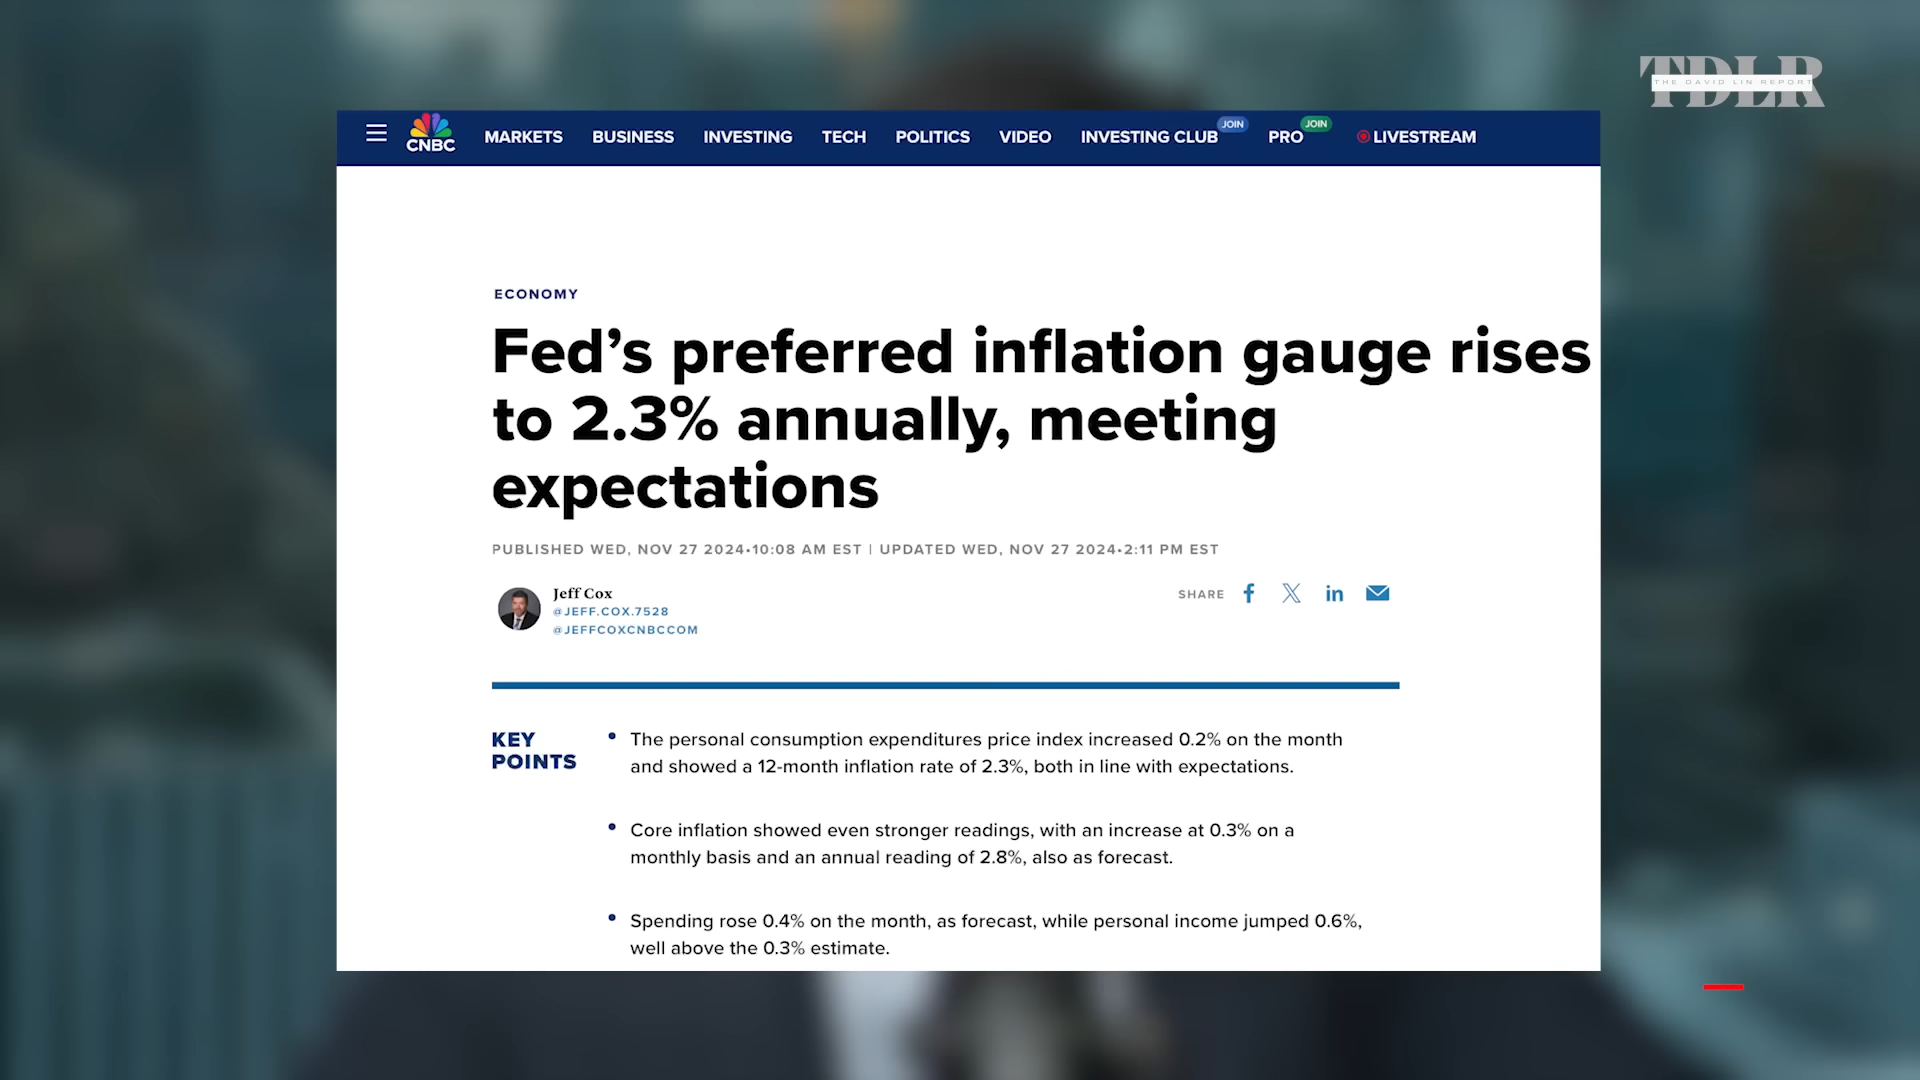 TDLR
THE DAVID LIN REPORT
CNBC
MARKETS BUSINESS INVESTING TECH POLITICS VIDEO INVESTING CLUB JOIN PRO JOIN LIVESTREAM
ECONOMY
Fed’s preferred inflation gauge rises
to 2.3% annually, meeting
expectations
PUBLISHED WED, NOV 27 2024•10:08 AM EST | UPDATED WED, NOV 27 2024•2:11 PM EST
Jeff Cox
@JEFF.COX.7528
@JEFFCOXCNBCCOM
SHARE
KEY
POINTS
• The personal consumption expenditures price index increased 0.2% on the month
and showed a 12-month inflation rate of 2.3%, both in line with expectations.
• Core inflation showed even stronger readings, with an increase at 0.3% on a
monthly basis and an annual reading of 2.8%, also as forecast.
• Spending rose 0.4% on the month, as forecast, while personal income jumped 0.6%,
well above the 0.3% estimate.